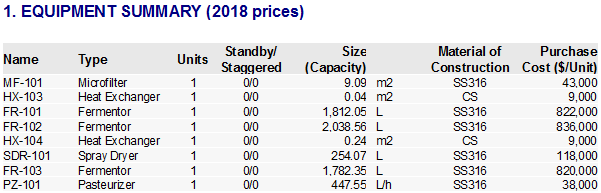 1. EQUIPMENT SUMMARY (2018 prices)
Name Type Units Standby/ Staggered Size (Capacity) Material of Construction Purchase Cost ($/Unit)
MF-101 Microfilter 1 0/0 9.09 m2 SS316 43,000
HX-103 Heat Exchanger 1 0/0 0.04 m2 CS 9,000
FR-101 Fermentor 1 0/0 1,812.05 L SS316 822,000
FR-102 Fermentor 1 0/0 2,038.56 L SS316 836,000
HX-104 Heat Exchanger 1 0/0 0.24 m2 CS 9,000
SDR-101 Spray Dryer 1 0/0 254.07 L SS316 118,000
FR-103 Fermentor 1 0/0 1,782.35 L SS316 820,000
PZ-101 Pasteurizer 1 0/0 447.55 L/h SS316 38,000